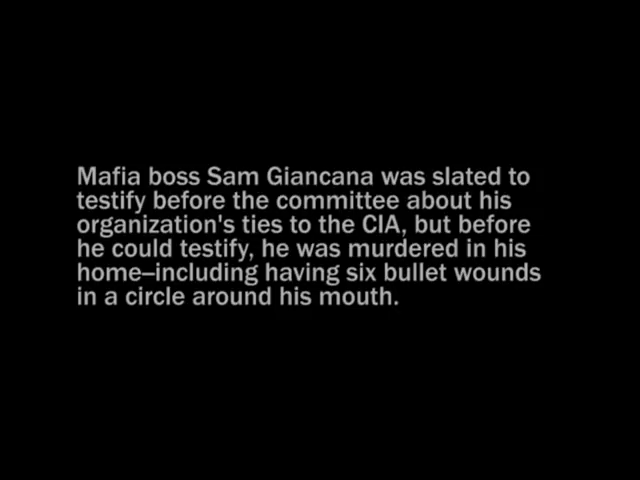 Mafia boss Sam Giancana was slated to
testify before the committee about his
organization's ties to the CIA, but before
he could testify, he was murdered in his
home–including having six bullet wounds
in a circle around his mouth.